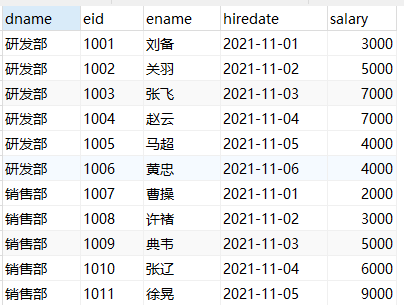 dname eid ename hiredate salary
研发部 1001 刘备 2021-11-01 3000
研发部 1002 关羽 2021-11-02 5000
研发部 1003 张飞 2021-11-03 7000
研发部 1004 赵云 2021-11-04 7000
研发部 1005 马超 2021-11-05 4000
研发部 1006 黄忠 2021-11-06 4000
销售部 1007 曹操 2021-11-01 2000
销售部 1008 许褚 2021-11-02 3000
销售部 1009 典韦 2021-11-03 5000
销售部 1010 张辽 2021-11-04 6000
销售部 1011 徐晃 2021-11-05 9000